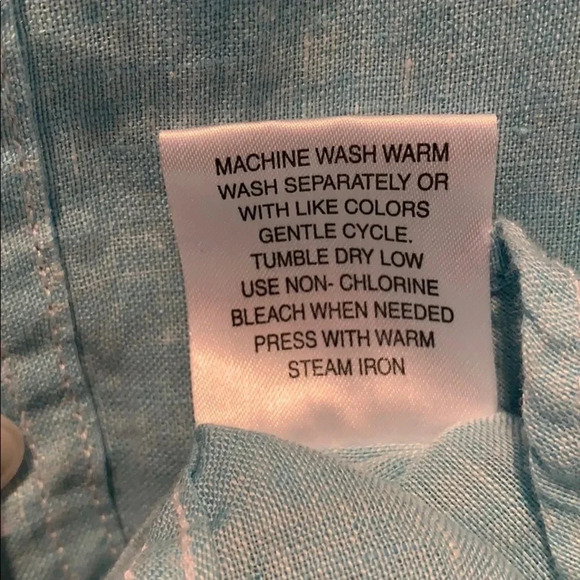 MACHINE WASH WARM
WASH SEPARATELY OR
WITH LIKE COLORS
GENTLE CYCLE.
TUMBLE DRY LOW
USE NON- CHLORINE
BLEACH WHEN NEEDED
PRESS WITH WARM
STEAM IRON